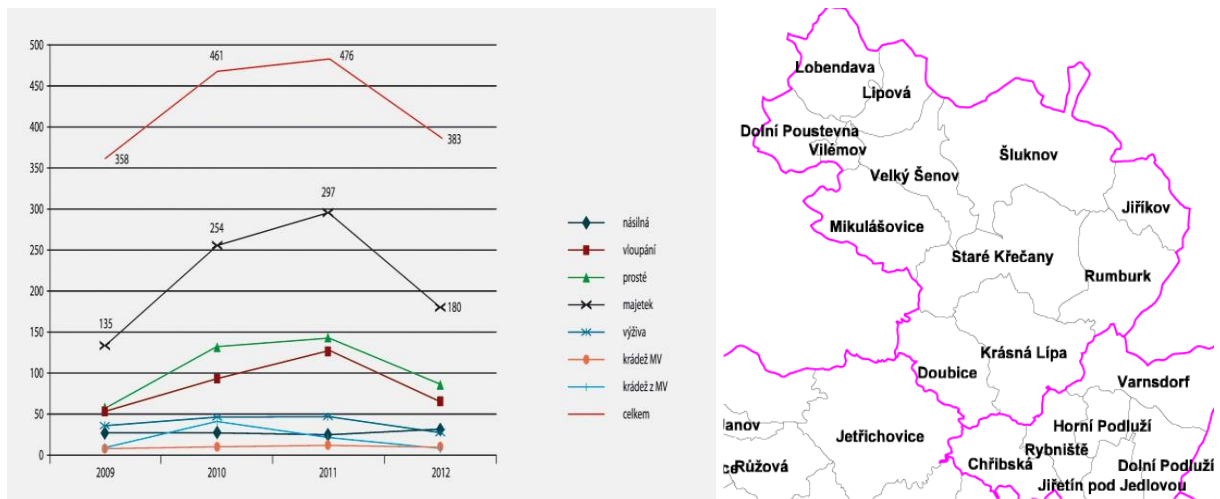 500
450
400
350
300
250
200
150
100
50
0
358
461
476
383
135
254
297
180
2009
2010
2011
2012
násilná
vloupání
prosté
majetek
výživa
krádež MV
krádež z MV
celkem
Lobendava
Lipová
Dolní Poustevna
Vilémov
Šluknov
Velký Šenov
Jiříkov
Mikulášovice
Staré Křečany
Rumburk
Krásná Lípa
Doubice
Varnsdorf
lanov
Horní Podluží
Jetřichovice
Rybniště
Chřibská
ce Růžová
Dolní Podluží
Jiřetín pod Jedlovou